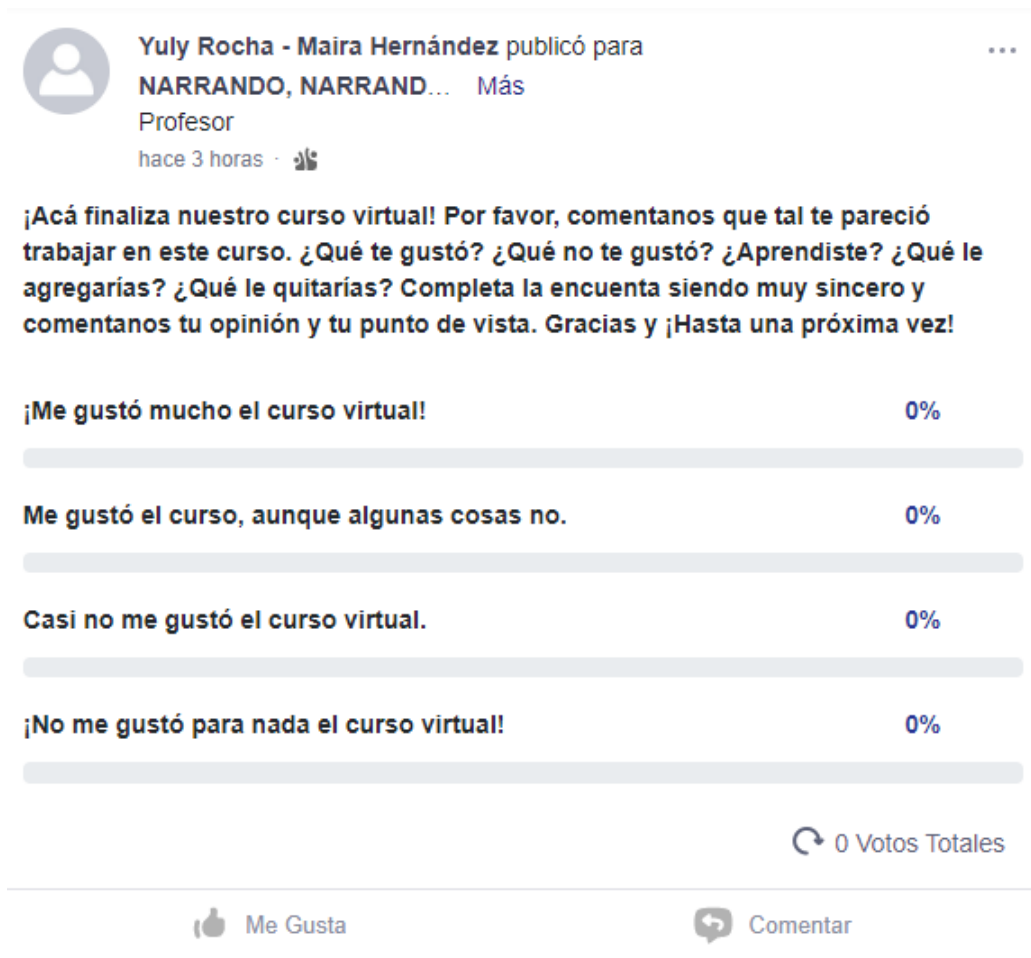 Yuly Rocha - Maira Hernández publicó para
NARRANDO, NARRAND... Más
Profesor
hace 3 horas ·
¡Acá finaliza nuestro curso virtual! Por favor, comentanos que tal te pareció
trabajar en este curso. ¿Qué te gustó? ¿Qué no te gustó? ¿Aprendiste? ¿Qué le
agregarías? ¿Qué le quitarías? Completa la encuenta siendo muy sincero y
comentanos tu opinión y tu punto de vista. Gracias y ¡Hasta una próxima vez!
¡Me gustó mucho el curso virtual! 0%
Me gustó el curso, aunque algunas cosas no. 0%
Casi no me gustó el curso virtual. 0%
¡No me gustó para nada el curso virtual! 0%
0 Votos Totales
Me Gusta Comentar